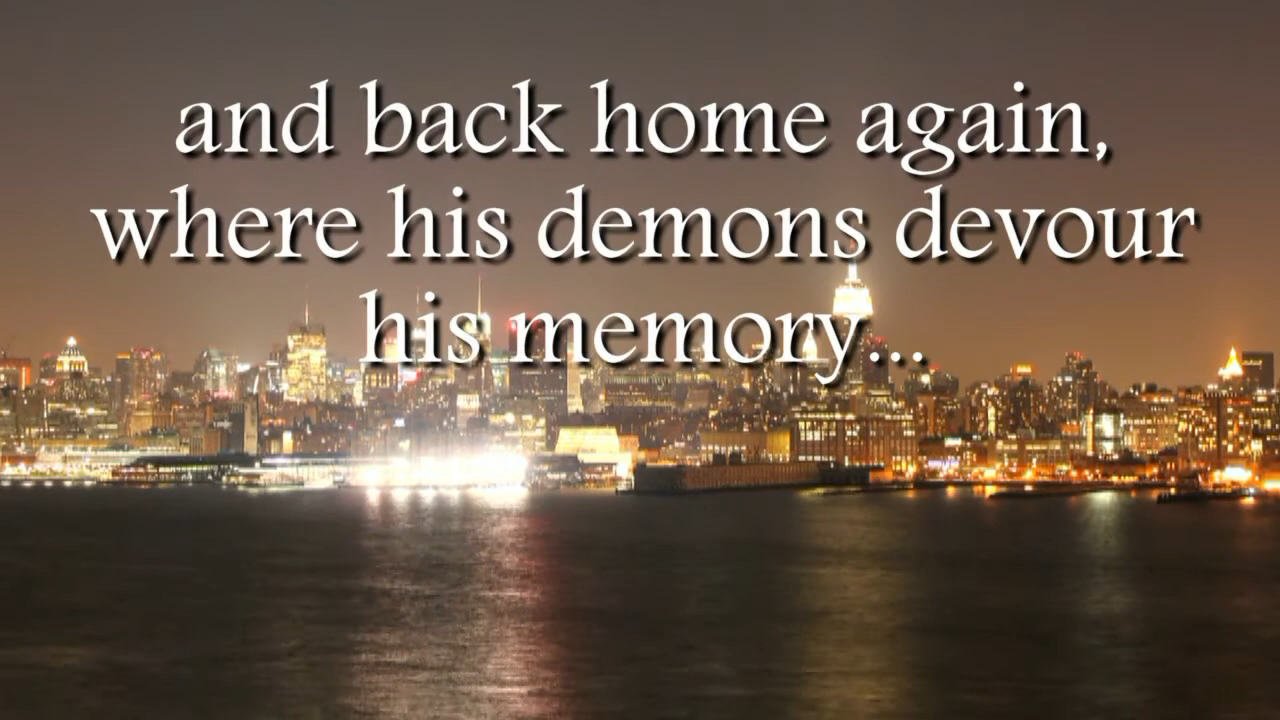 and back home again,
where his demons devour
his memory...